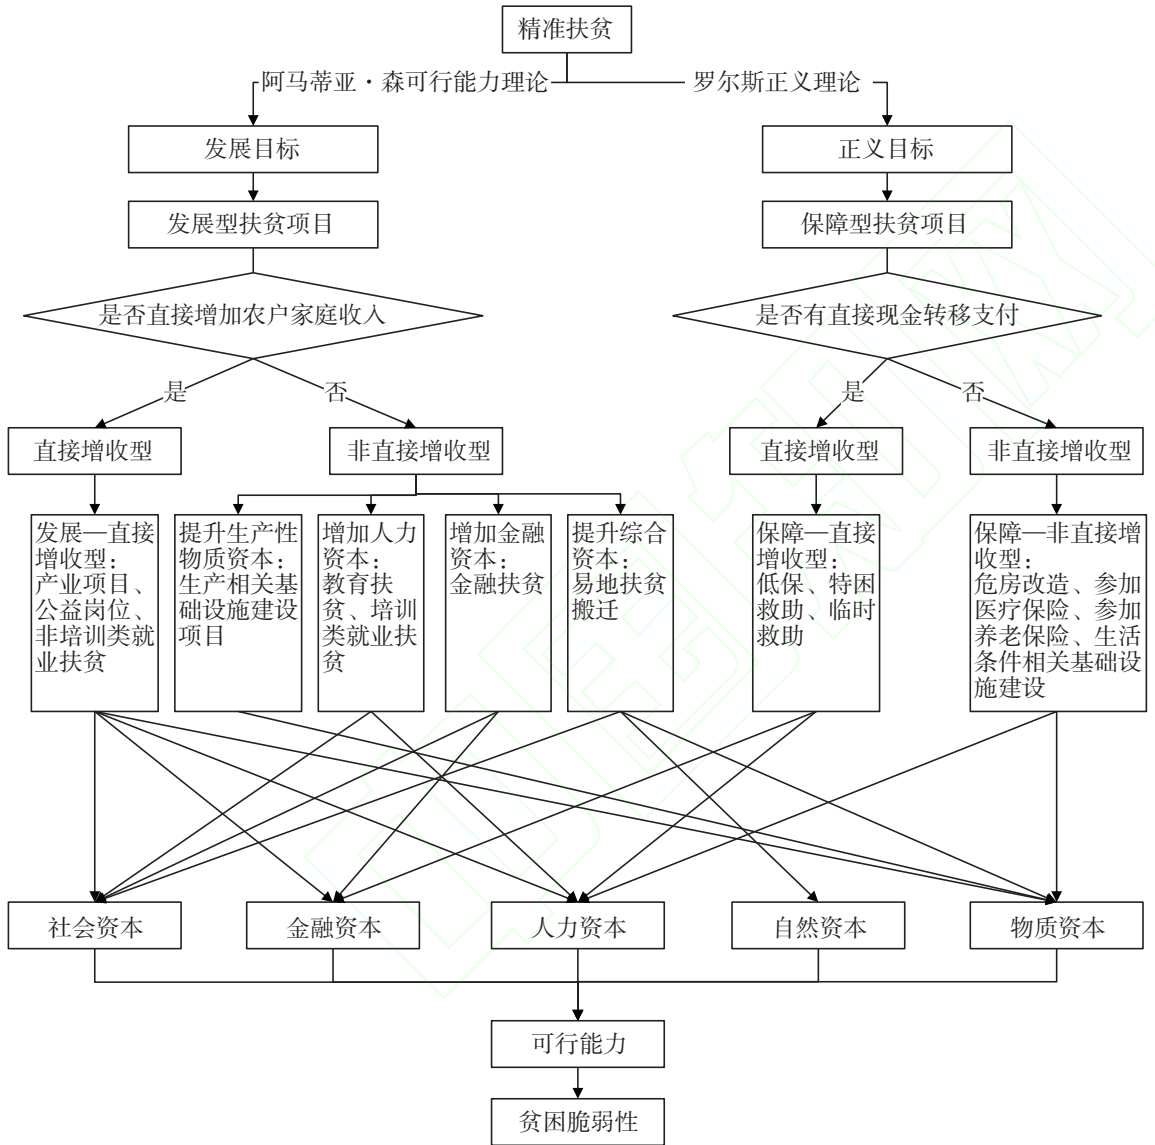 精准扶贫
阿马蒂亚·森可行能力理论
罗尔斯正义理论
发展目标
正义目标
发展型扶贫项目
保障型扶贫项目
是否直接增加农户家庭收入
是否有直接现金转移支付
是
否
是
否
直接增收型
非直接增收型
直接增收型
非直接增收型
发展—直接
增收型：
产业项目、
公益岗位、
非培训类就
业扶贫
提升生产性
物质资本：
生产相关基
础设施建设
项目
增加人力
资本：
教育扶
贫、培训
类就业扶
贫
增加金融
资本：
金融扶贫
提升综合
资本：
易地扶贫
搬迁
保障—直接
增收型：
低保、特困
救助、临时
救助
保障—非直接增
收型：
危房改造、参加
医疗保险、参加
养老保险、生活
条件相关基础设
施建设
社会资本
金融资本
人力资本
自然资本
物质资本
可行能力
贫困脆弱性